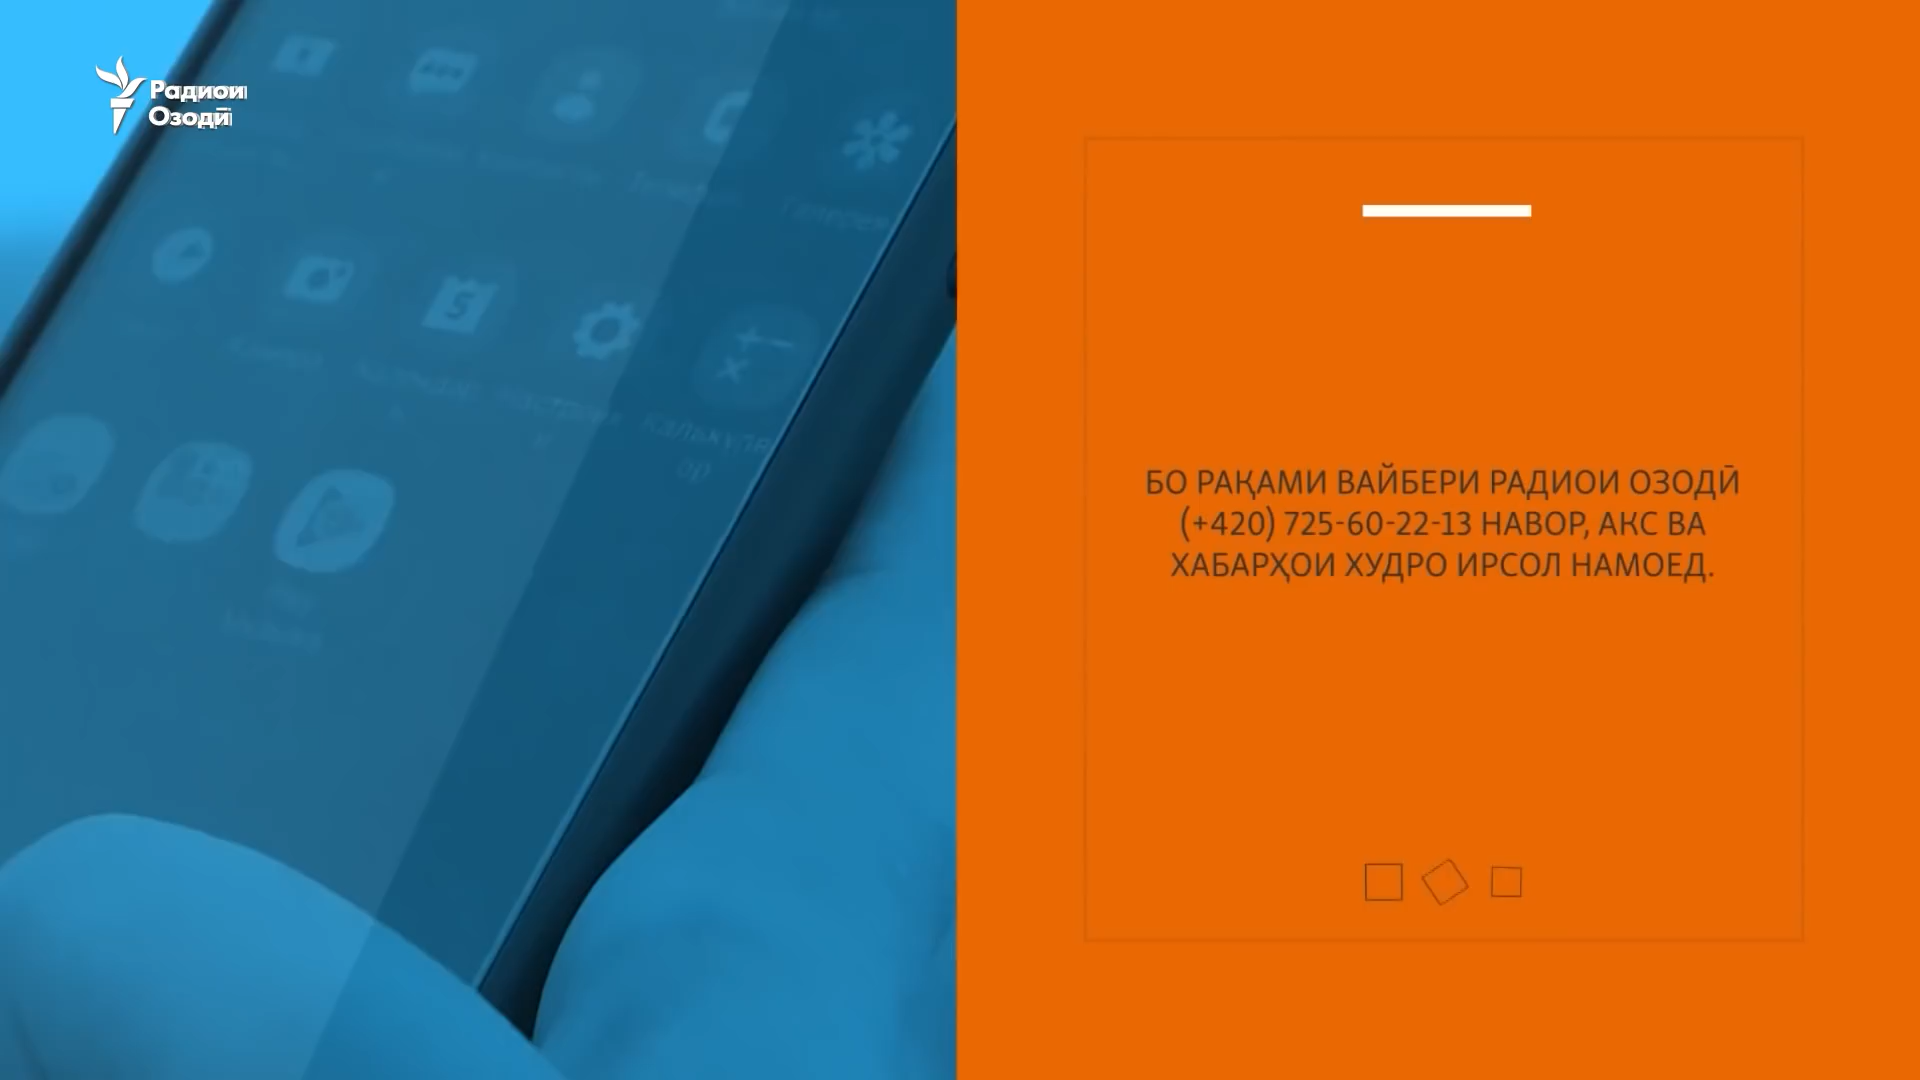 Радиои
Озодӣ
БО РАҚАМИ ВАЙБЕРИ РАДИОИ ОЗОДӢ
(+420) 725-60-22-13 НАВОР, АКС ВА
ХАБАРҲОИ ХУДРО ИРСОЛ НАМОЕД.